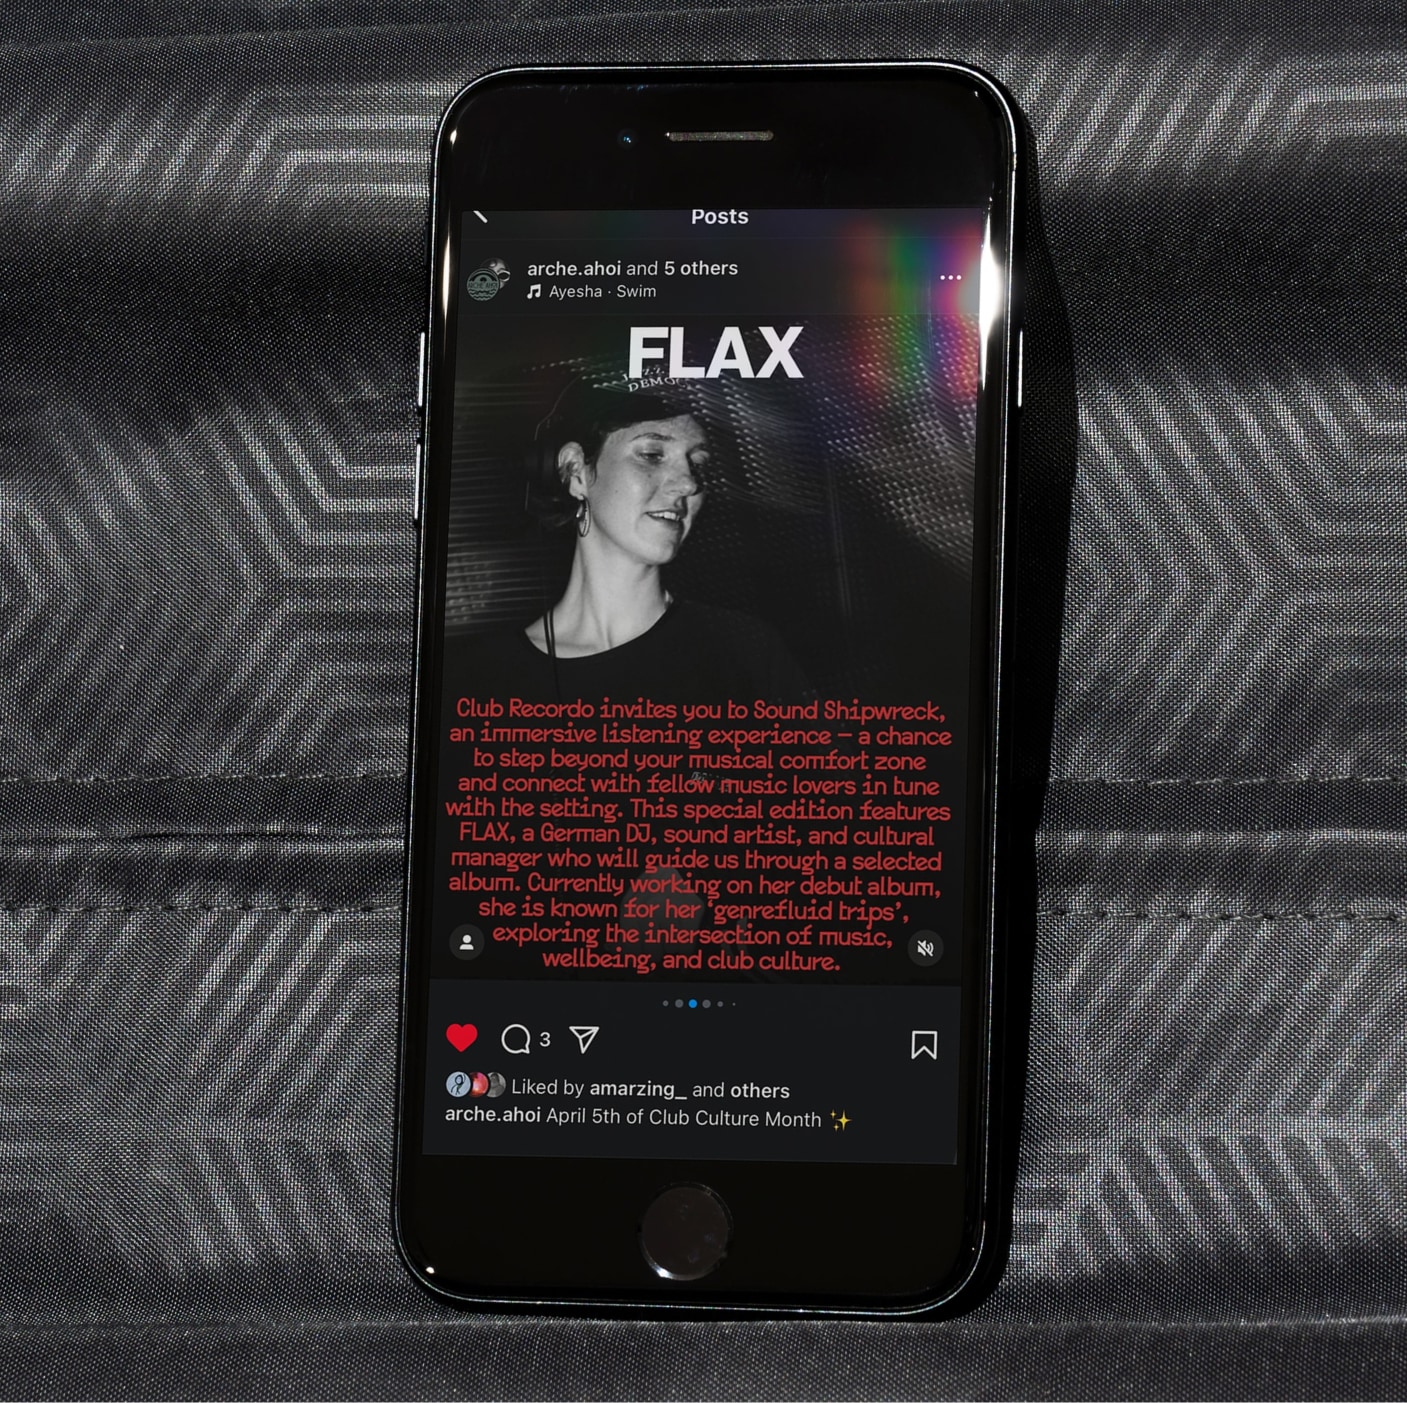 Posts
arche.ahoi and 5 others
Ayesha · Swim
FLAX
Club Recordo invites you to Sound Shipwreck,
an immersive listening experience – a chance
to step beyond your musical comfort zone
and connect with fellow music lovers in tune
with the setting. This special edition features
FLAX, a German DJ, sound artist, and cultural
manager who will guide us through a selected
album. Currently working on her debut album,
she is known for her ‘genrefluid trips’,
exploring the intersection of music,
wellbeing, and club culture.
3
Liked by amarzing_ and others
arche.ahoi April 5th of Club Culture Month ✨